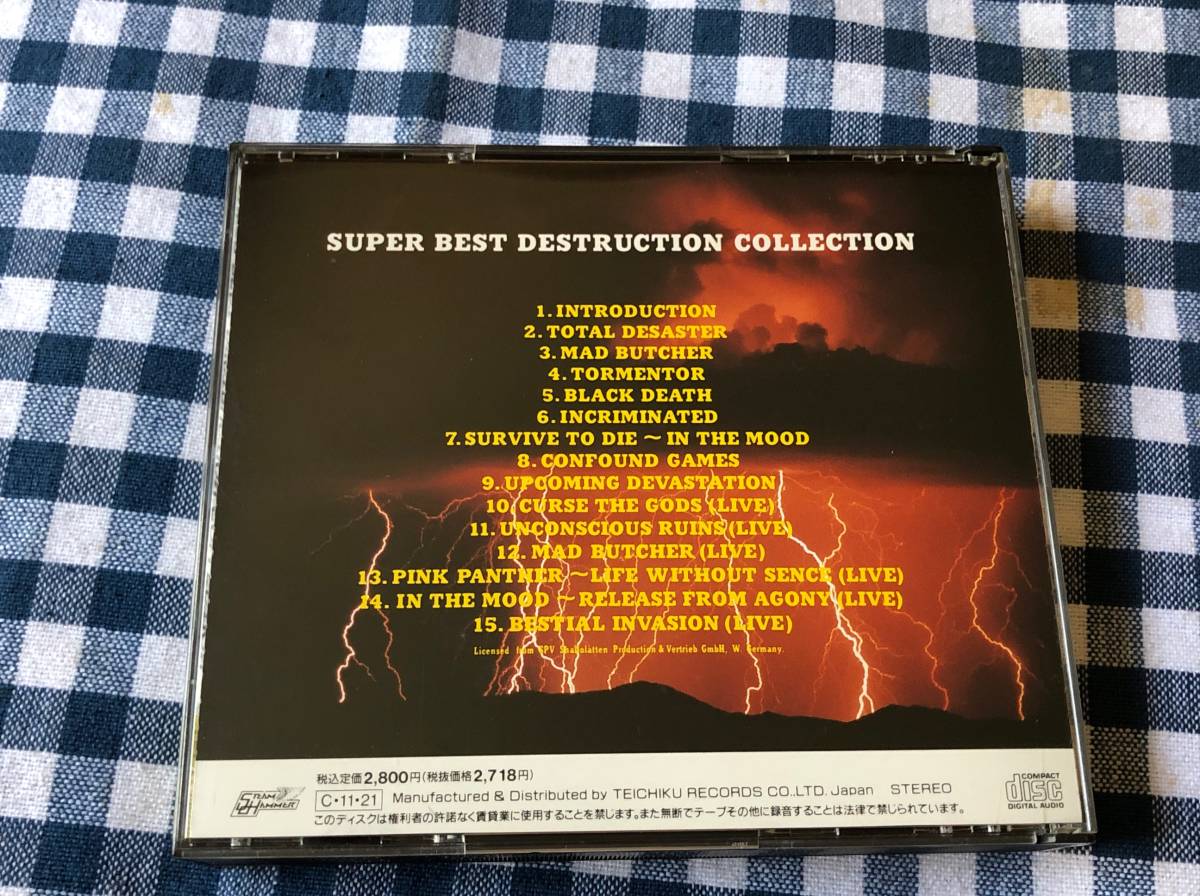 SUPER BEST DESTRUCTION COLLECTION
1. INTRODUCTION
2. TOTAL DESASTER
3. MAD BUTCHER
4. TORMENTOR
5. BLACK DEATH
6. INCRIMINATED
7. SURVIVE TO DIE ～ IN THE MOOD
8. CONFOUND GAMES
9. UPCOMING DEVASTATION
10. CURSE THE GODS (LIVE)
11. UNCONSCIOUS RUINS (LIVE)
12. MAD BUTCHER (LIVE)
13. PINK PANTHER ～ LIFE WITHOUT SENCE (LIVE)
14. IN THE MOOD ～ RELEASE FROM AGONY (LIVE)
15. BESTIAL INVASION (LIVE)
Licensed from SPV Shallplatten Production & Vertrieb GmbH, W. Germany.
税込定価2,800円(税抜価格2,718円)
STEAM HAMMER
C・11・21 Manufactured & Distributed by TEICHIKU RECORDS CO.,LTD. Japan STEREO
COMPACT disc DIGITAL AUDIO
このディスクは権利者の許諾なく賃貸業に使用することを禁じます。また無断でテープその他に録音することは法律で禁じられています。